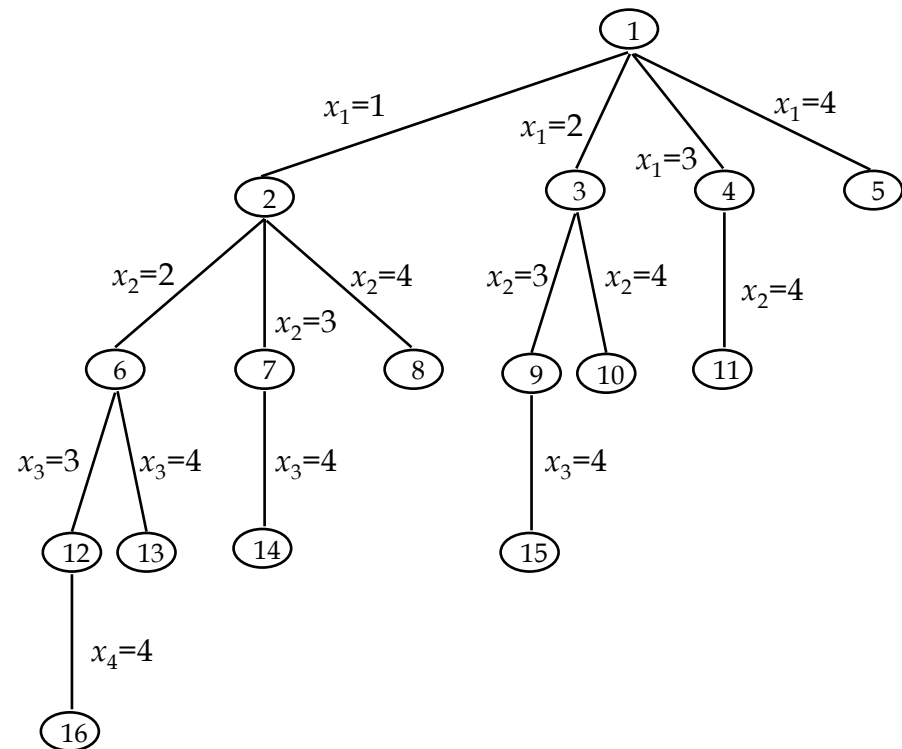 1
x₁=1
x₁=2
x₁=3
x₁=4
2
3
4
5
x₂=2
x₂=3
x₂=4
x₂=3
x₂=4
x₂=4
6
7
8
9
10
11
x₃=3
x₃=4
x₃=4
x₃=4
12
13
14
15
x₄=4
16